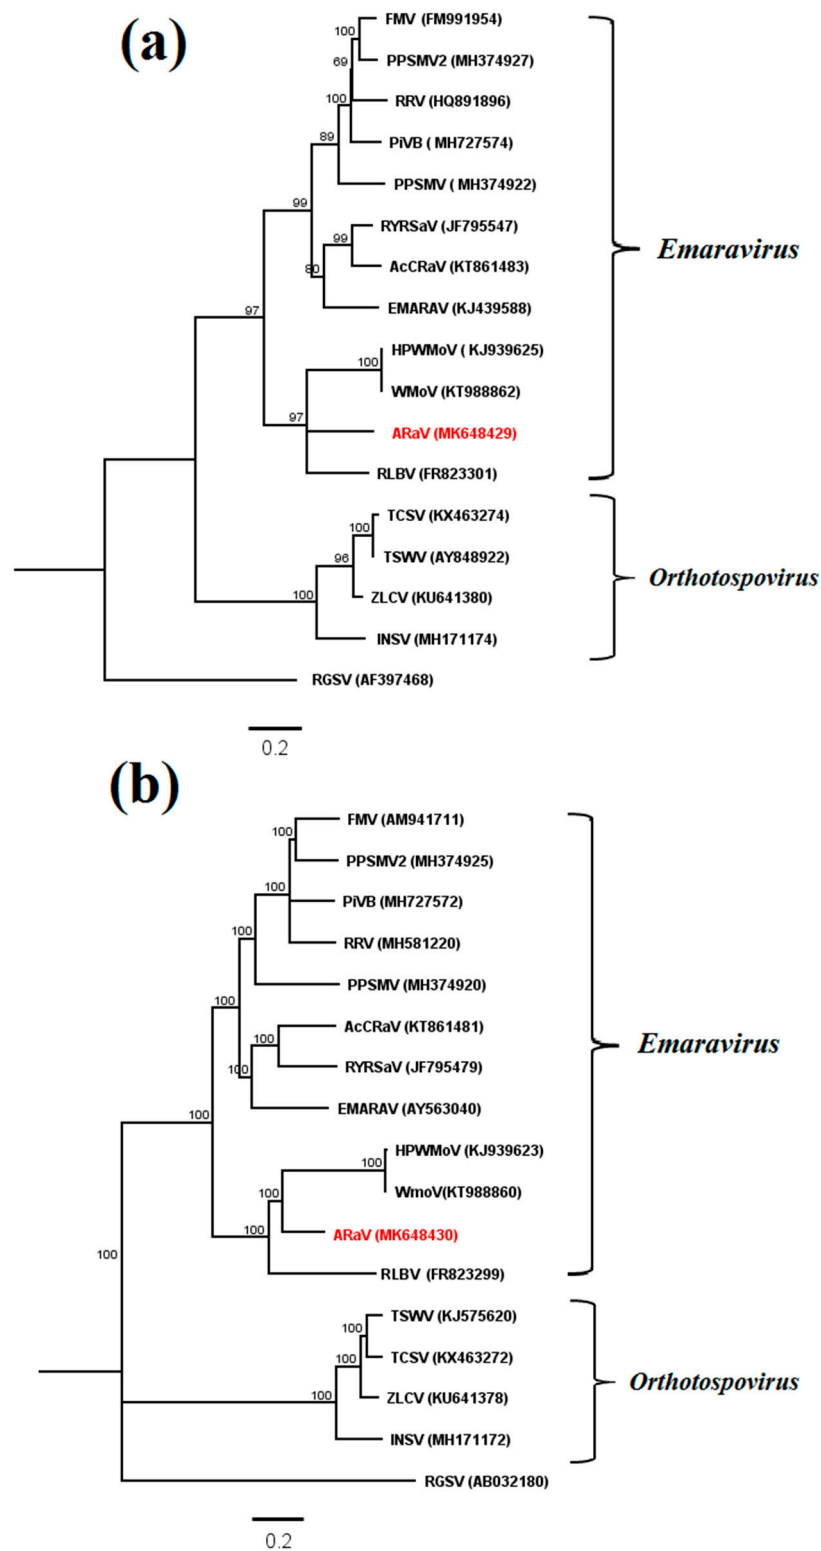 (a)
100
FMV (FM991954)
69
PPSMV2 (MH374927)
100
RRV (HQ891896)
89
PiVB ( MH727574)
PPSMV ( MH374922)
99
RYRSaV (JF795547)
99
AcCRaV (KT861483)
80
EMARAV (KJ439588)
Emaravirus
97
HPWMoV ( KJ939625)
100
WMoV (KT988862)
97
ARaV (MK648429)
RLBV (FR823301)
TCSV (KX463274)
100
TSWV (AY848922)
96
ZLCV (KU641380)
100
INSV (MH171174)
Orthotospovirus
RGSV (AF397468)
0.2
(b)
FMV (AM941711)
100
PPSMV2 (MH374925)
100
PiVB (MH727572)
100
RRV (MH581220)
PPSMV (MH374920)
100
AcCRaV (KT861481)
100
RYRSaV (JF795479)
100
EMARAV (AY563040)
Emaravirus
100
HPWMoV (KJ939623)
100
WmoV(KT988860)
100
ARaV (MK648430)
100
RLBV (FR823299)
100
TSWV (KJ575620)
100
TCSV (KX463272)
100
ZLCV (KU641378)
100
INSV (MH171172)
Orthotospovirus
RGSV (AB032180)
0.2